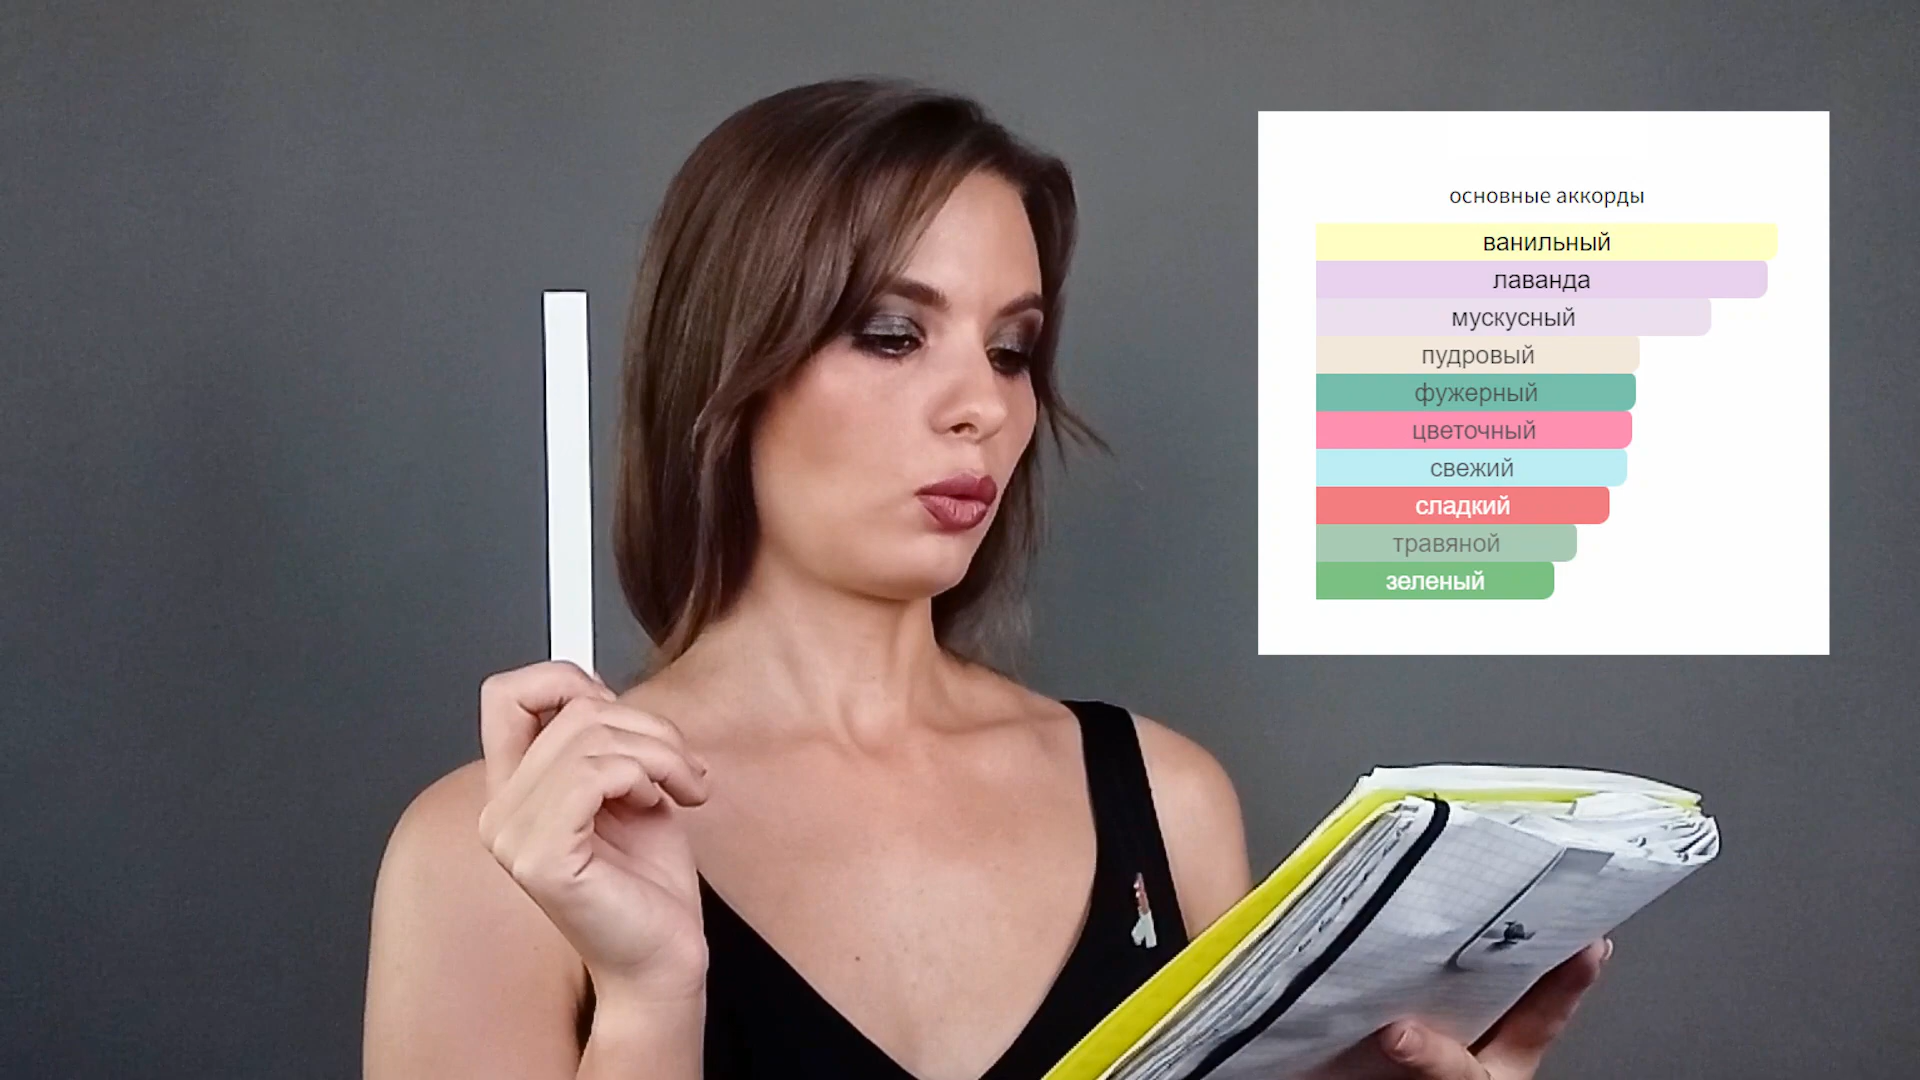 основные аккорды
ванильный
лаванда
мускусный
пудровый
фужерный
цветочный
свежий
сладкий
травяной
зеленый